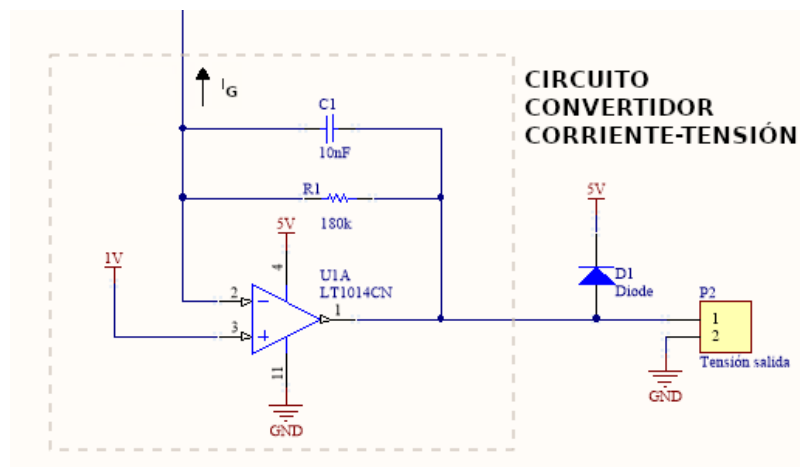 CIRCUITO
CONVERTIDOR
CORRIENTE-TENSIÓN
IG
C1
10nF
R1
180k
5V
4
1V
U1A
LT1014CN
2
3
1
11
GND
5V
D1
Diode
P2
1
2
Tensión salida
GND